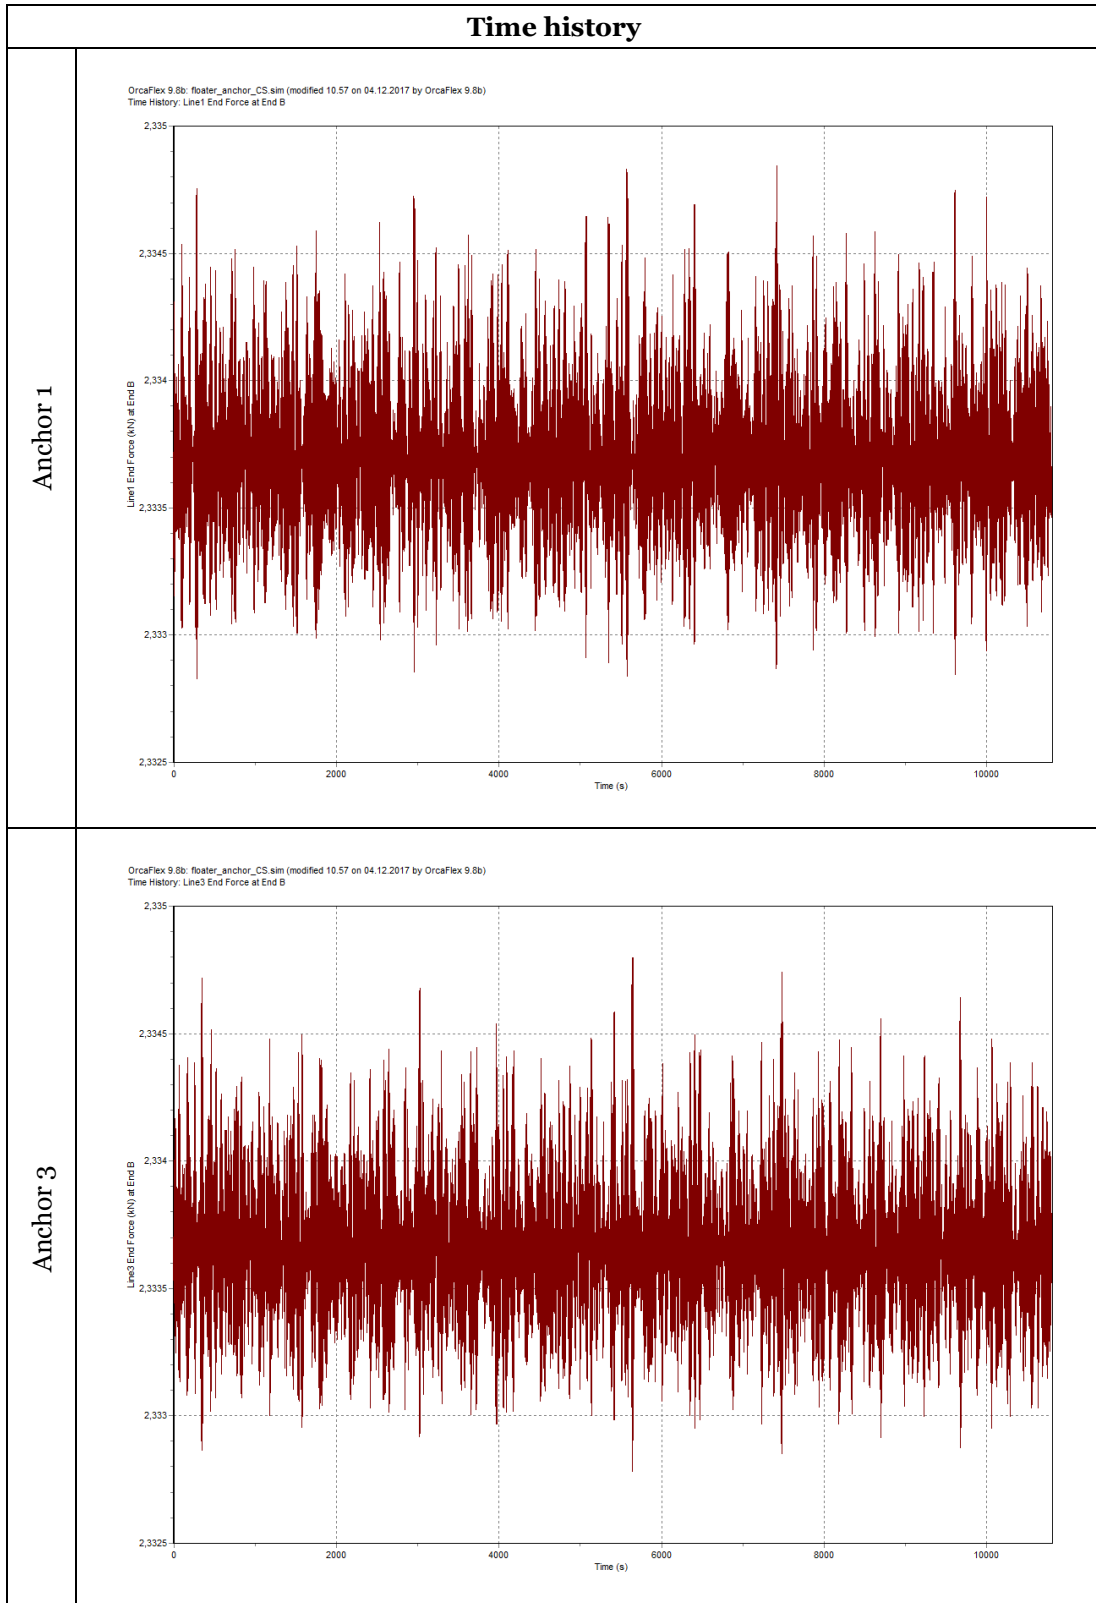 Time history
Anchor 1
OrcaFlex 9.8b: floater_anchor_CS.sim (modified 10.57 on 04.12.2017 by OrcaFlex 9.8b)
Time History: Line1 End Force at End B
Line1 End Force (kN) at End B
2,335
2,3345
2,334
2,3335
2,333
2,3325
0 2000 4000 6000 8000 10000
Time (s)
Anchor 3
OrcaFlex 9.8b: floater_anchor_CS.sim (modified 10.57 on 04.12.2017 by OrcaFlex 9.8b)
Time History: Line3 End Force at End B
Line3 End Force (kN) at End B
2,335
2,3345
2,334
2,3335
2,333
2,3325
0 2000 4000 6000 8000 10000
Time (s)